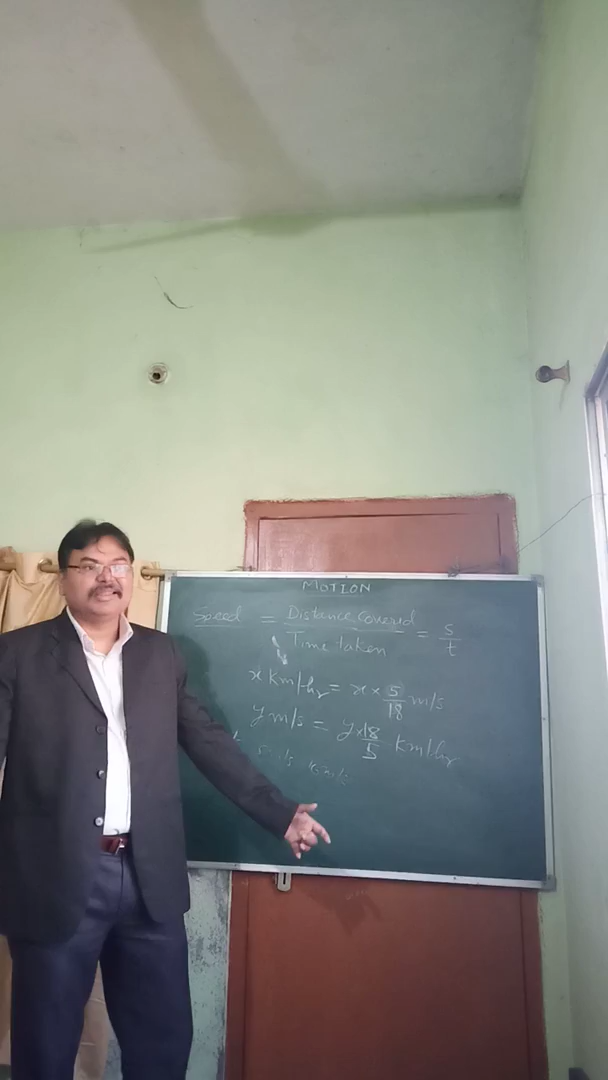 MOTION
Speed = Distance covered / Time taken = s/t
x km/hr = x × 5/18 m/s
y m/s = y × 18/5 km/hr